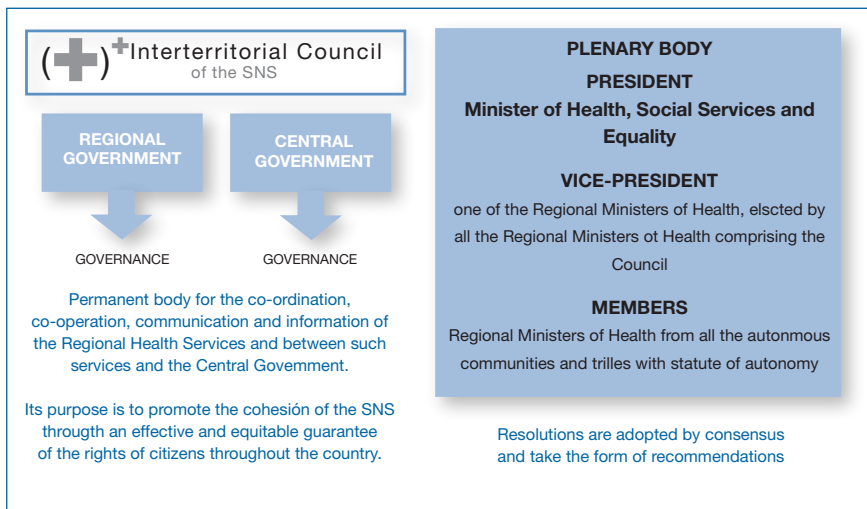 Interterritorial Council
of the SNS
REGIONAL
GOVERNMENT
CENTRAL
GOVERNMENT
GOVERNANCE
GOVERNANCE
Permanent body for the co-ordination,
co-operation, communication and information of
the Regional Health Services and between such
services and the Central Govemment.
Its purpose is to promote the cohesión of the SNS
througth an effective and equitable guarantee
of the rights of citizens throughout the country.
PLENARY BODY
PRESIDENT
Minister of Health, Social Services and
Equality
VICE-PRESIDENT
one of the Regional Ministers of Health, elscted by
all the Regional Ministers ot Health comprising the
Council
MEMBERS
Regional Ministers of Health from all the autonmous
communities and trilles with statute of autonomy
Resolutions are adopted by consensus
and take the form of recommendations